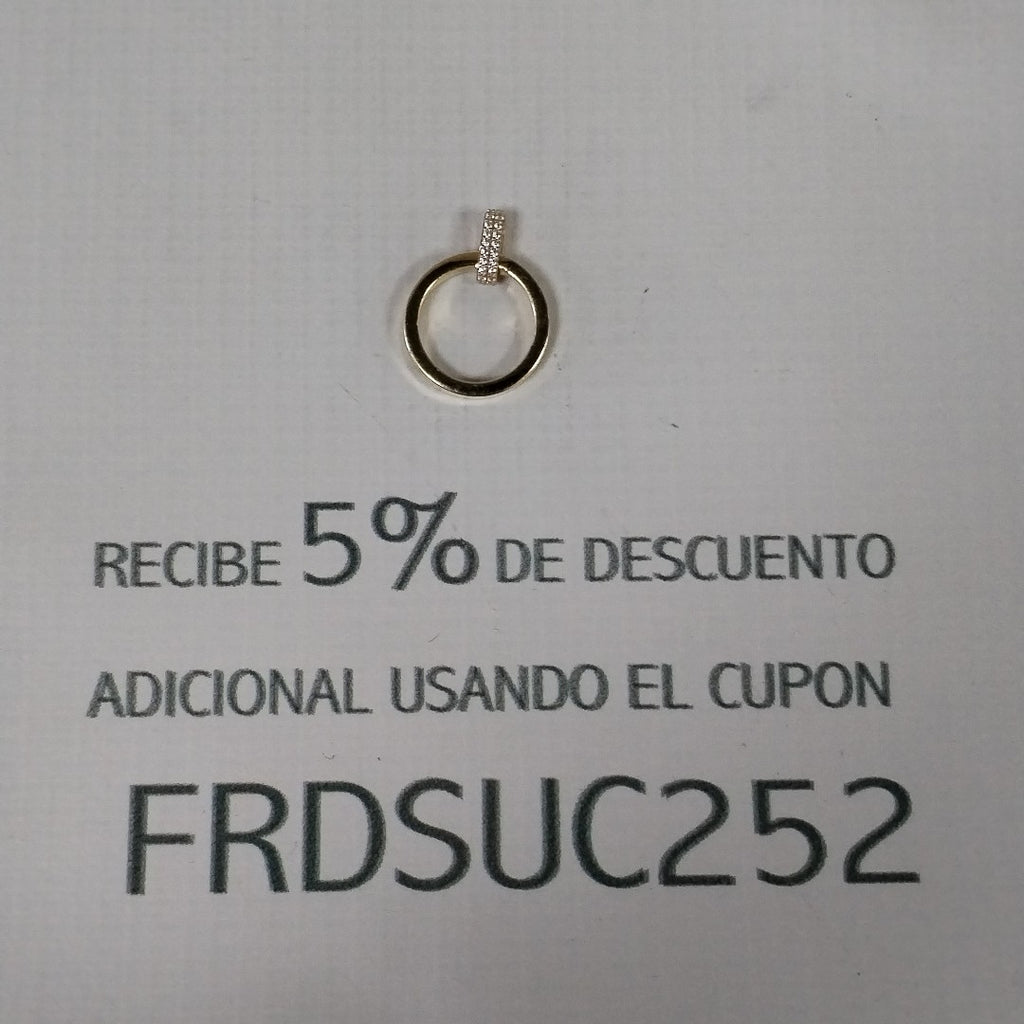 RECIBE 5% DE DESCUENTO
ADICIONAL USANDO EL CUPON
FRDSUC252